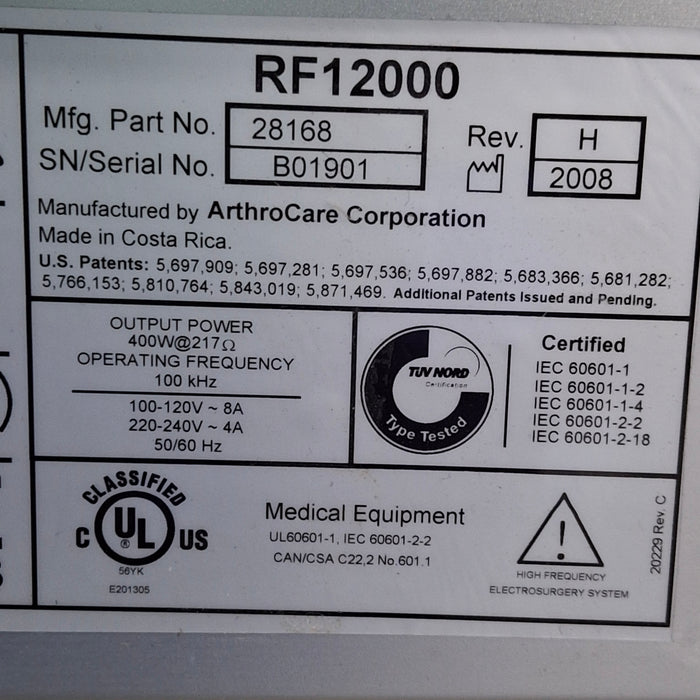 RF12000
Mfg. Part No. 28168
Rev. H
SN/Serial No. B01901
2008
Manufactured by ArthroCare Corporation
Made in Costa Rica.
U.S. Patents: 5,697,909; 5,697,281; 5,697,536; 5,697,882; 5,683,366; 5,681,282;
5,766,153; 5,810,764; 5,843,019; 5,871,469. Additional Patents Issued and Pending.
OUTPUT POWER
400W@217Ω
OPERATING FREQUENCY
100 kHz
100-120V ~ 8A
220-240V ~ 4A
50/60 Hz
TUV NORD
Certification
Type Tested
Certified
IEC 60601-1
IEC 60601-1-2
IEC 60601-1-4
IEC 60601-2-2
IEC 60601-2-18
CLASSIFIED
C UL ® US
56YK
E201305
Medical Equipment
UL60601-1, IEC 60601-2-2
CAN/CSA C22,2 No.601.1
!
HIGH FREQUENCY
ELECTROSURGERY SYSTEM
20229 Rev. C